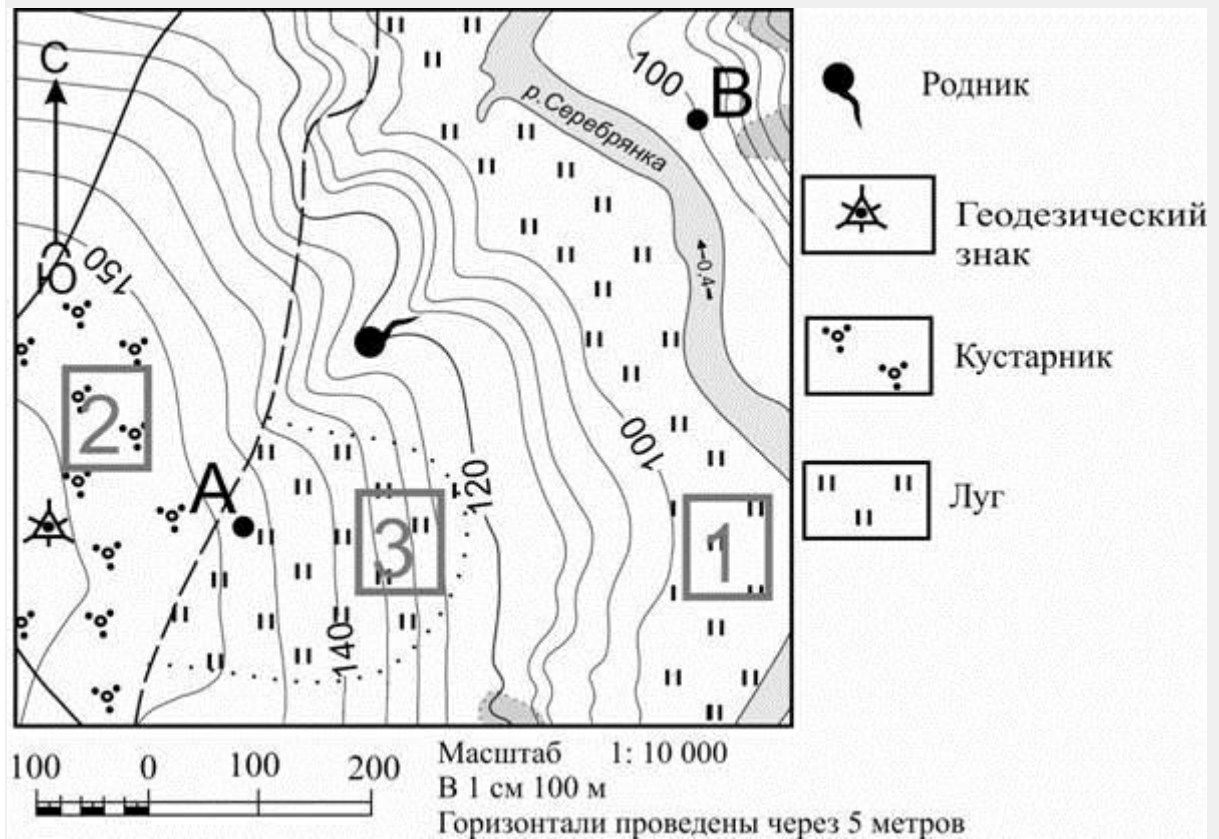 С
Ю
150
р. Серебрянка
100
В
0,4
2
А
3
1
100
120
140
Родник
Геодезический
знак
Кустарник
Луг
100 0 100 200
Масштаб 1: 10 000
В 1 см 100 м
Горизонтали проведены через 5 метров